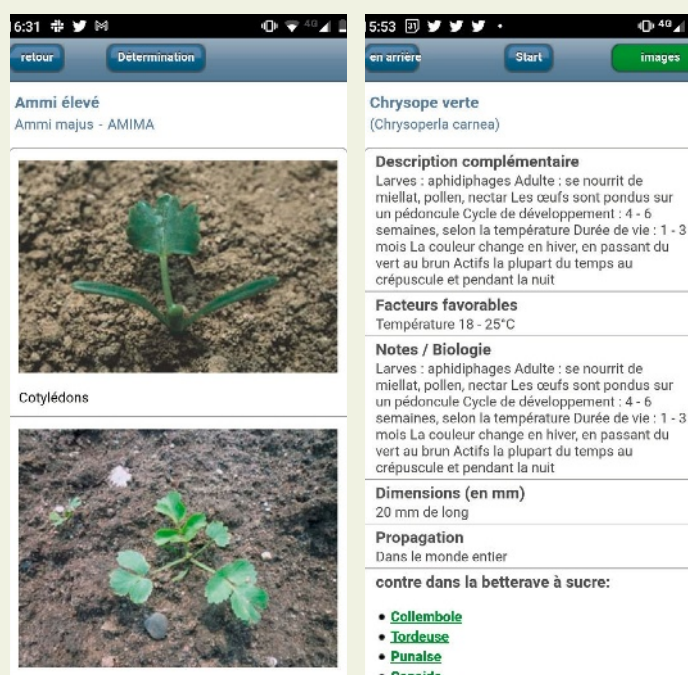 6:31
4G
retour
Détermination
Ammi élevé
Ammi majus - AMIMA
Cotylédons
5:53
31
4G
en arrière
Start
images
Chrysope verte
(Chrysoperla carnea)
Description complémentaire
Larves : aphidiphages Adulte : se nourrit de
miellat, pollen, nectar Les œufs sont pondus sur
un pédoncule Cycle de développement : 4 - 6
semaines, selon la température Durée de vie : 1 - 3
mois La couleur change en hiver, en passant du
vert au brun Actifs la plupart du temps au
crépuscule et pendant la nuit
Facteurs favorables
Température 18 - 25°C
Notes / Biologie
Larves : aphidiphages Adulte : se nourrit de
miellat, pollen, nectar Les œufs sont pondus sur
un pédoncule Cycle de développement : 4 - 6
semaines, selon la température Durée de vie : 1 - 3
mois La couleur change en hiver, en passant du
vert au brun Actifs la plupart du temps au
crépuscule et pendant la nuit
Dimensions (en mm)
20 mm de long
Propagation
Dans le monde entier
contre dans la betterave à sucre:
Collembole
Tordeuse
Punaise